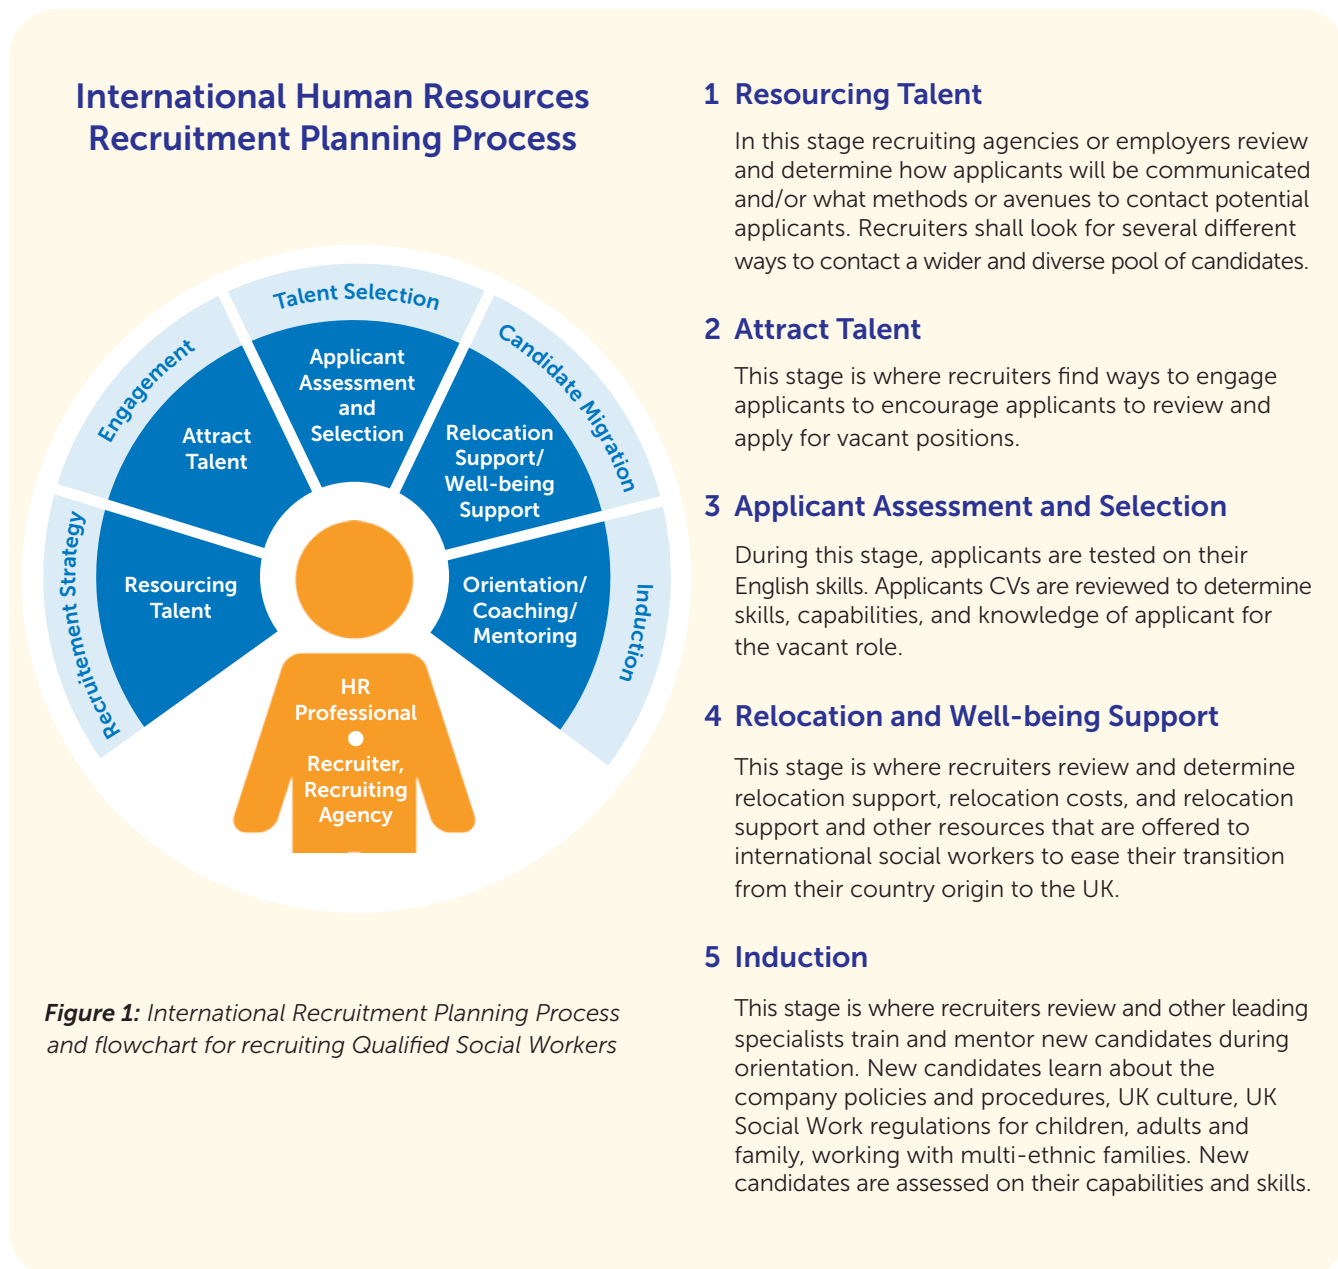 International Human Resources
Recruitment Planning Process
Recruitement Strategy
Engagement
Talent Selection
Candidate Migration
Induction
Resourcing
Talent
Attract
Talent
Applicant
Assessment
and
Selection
Relocation
Support/
Well-being
Support
Orientation/
Coaching/
Mentoring
HR
Professional
Recruiter,
Recruiting
Agency
Figure 1: International Recruitment Planning Process
and flowchart for recruiting Qualified Social Workers
1 Resourcing Talent
In this stage recruiting agencies or employers review
and determine how applicants will be communicated
and/or what methods or avenues to contact potential
applicants. Recruiters shall look for several different
ways to contact a wider and diverse pool of candidates.
2 Attract Talent
This stage is where recruiters find ways to engage
applicants to encourage applicants to review and
apply for vacant positions.
3 Applicant Assessment and Selection
During this stage, applicants are tested on their
English skills. Applicants CVs are reviewed to determine
skills, capabilities, and knowledge of applicant for
the vacant role.
4 Relocation and Well-being Support
This stage is where recruiters review and determine
relocation support, relocation costs, and relocation
support and other resources that are offered to
international social workers to ease their transition
from their country origin to the UK.
5 Induction
This stage is where recruiters review and other leading
specialists train and mentor new candidates during
orientation. New candidates learn about the
company policies and procedures, UK culture, UK
Social Work regulations for children, adults and
family, working with multi-ethnic families. New
candidates are assessed on their capabilities and skills.